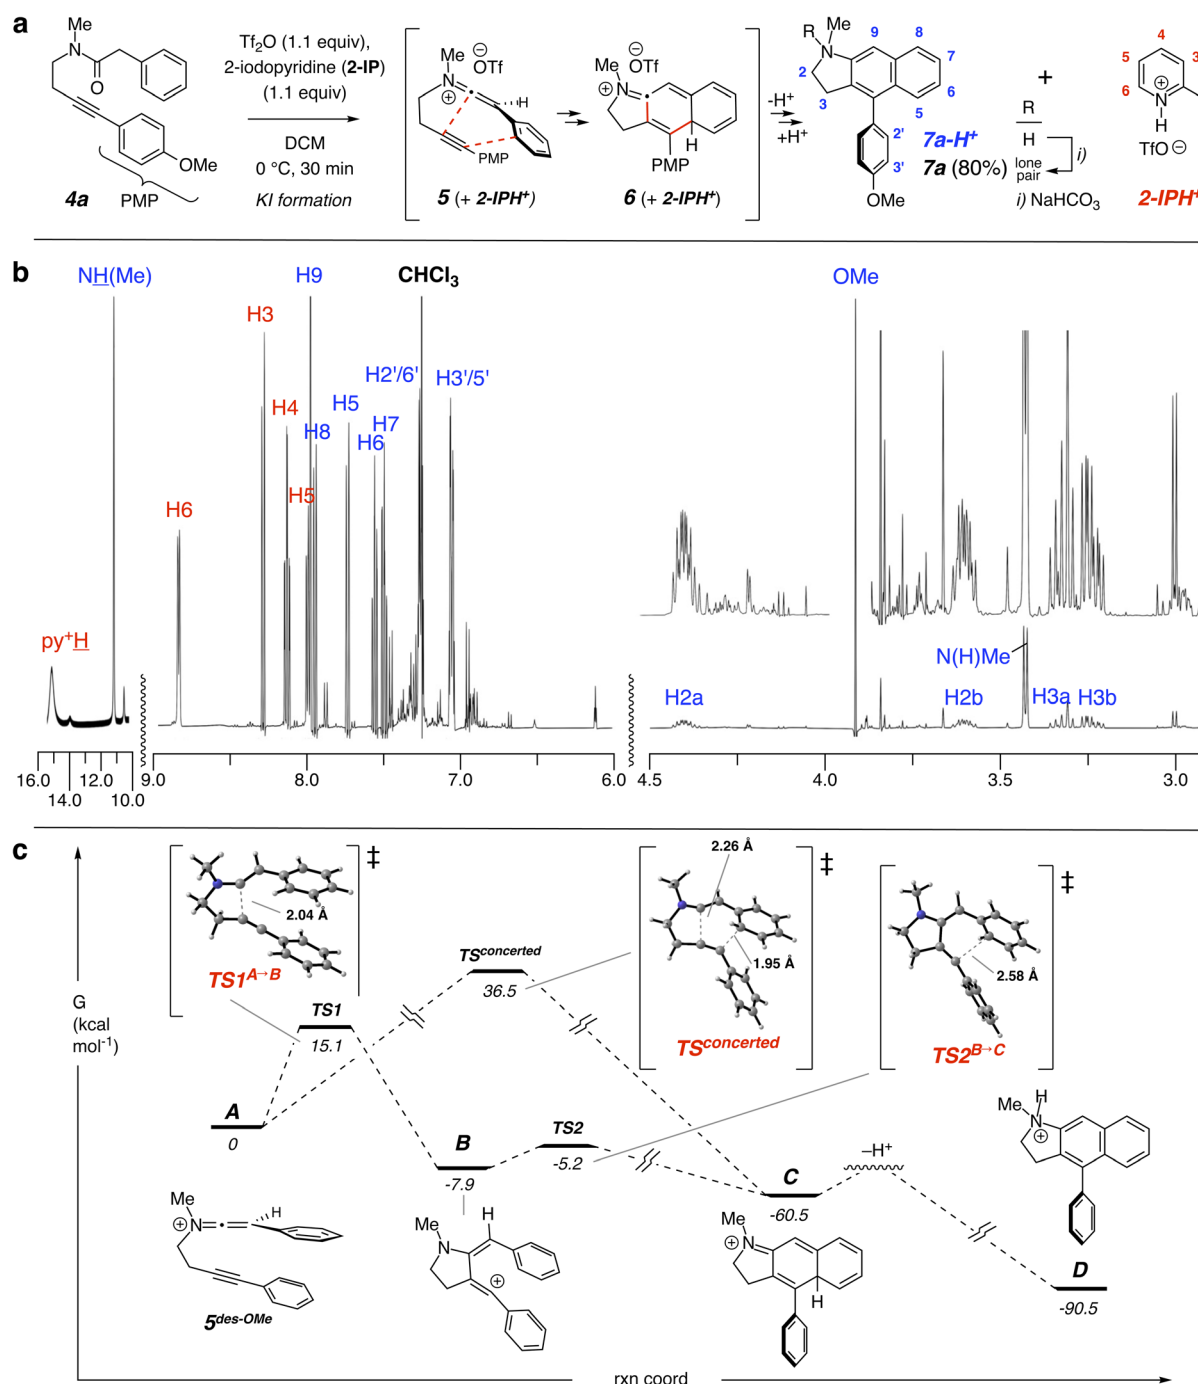 a
Me
N
O
OMe
4a
PMP
Tf2O (1.1 equiv),
2-iodopyridine (2-IP)
(1.1 equiv)
DCM
0 °C, 30 min
KI formation
Me
N
⊕
⊖
OTf
H
PMP
5 (+ 2-IPH+)
Me
N
⊕
⊖
OTf
H
PMP
6 (+ 2-IPH+)
-H+
+H+
R
Me
N
9
8
7
6
5
2
3
2'
3'
OMe
7a-H+
7a (80%)
+
R
H
lone
pair
i)
i) NaHCO3
4
5
3
6
N
⊕
H
TfO⊖
2-IPH+
b
NH(Me)
H9
CHCl3
OMe
H3
H2'/6'
H3'/5'
H4
H5
H8
H7
H6
H5
H6
py+H
N(H)Me
H2a
H2b
H3a
H3b
16.0
14.0
12.0
10.0
9.0
8.0
7.0
6.0
4.5
4.0
3.5
3.0
c
G
(kcal
mol-1)
‡
2.04 Å
TS1A→B
TS1
15.1
TSconcerted
36.5
‡
2.26 Å
1.95 Å
TSconcerted
‡
2.58 Å
TS2B→C
A
0
B
-7.9
TS2
-5.2
C
-60.5
–H+
D
-90.5
Me
N
⊕
H
5des-OMe
Me
N
H
⊕
Me
N
⊕
H
Me
H
N
⊕
rxn coord